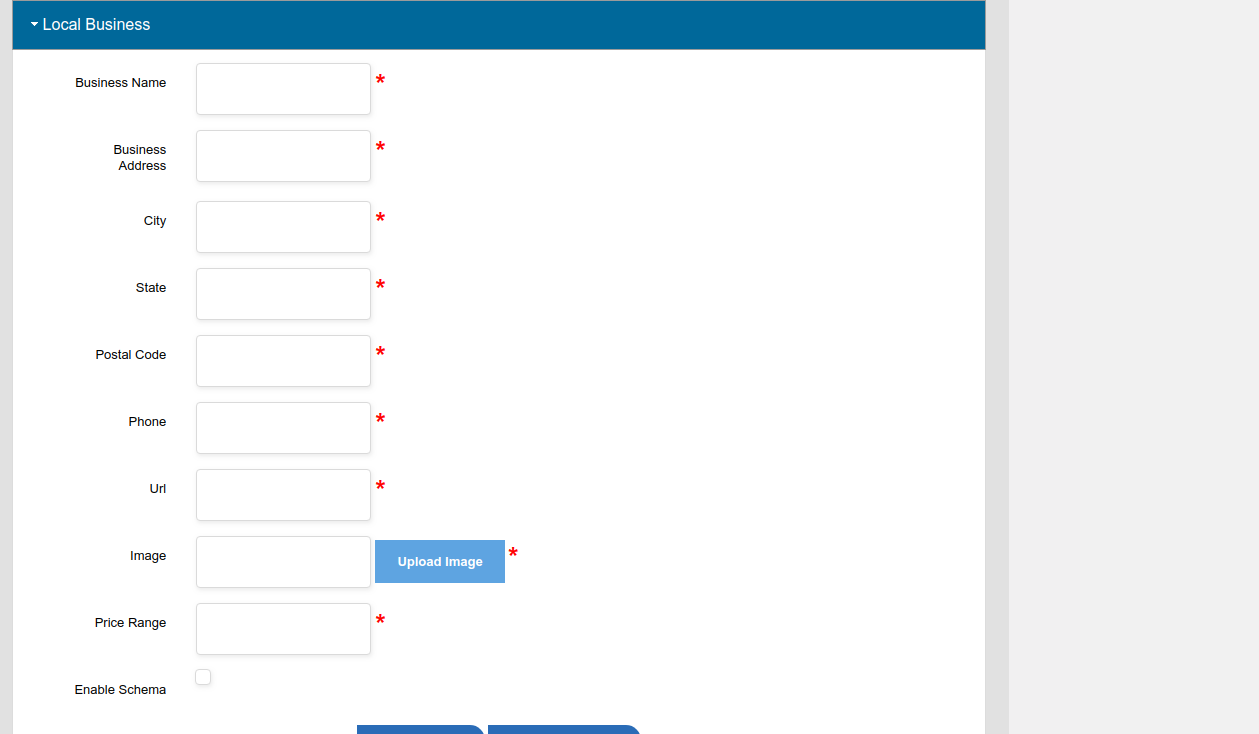 Local Business
Business Name *
Business *
Address
City *
State *
Postal Code *
Phone *
Url *
Image Upload Image *
Price Range *
Enable Schema